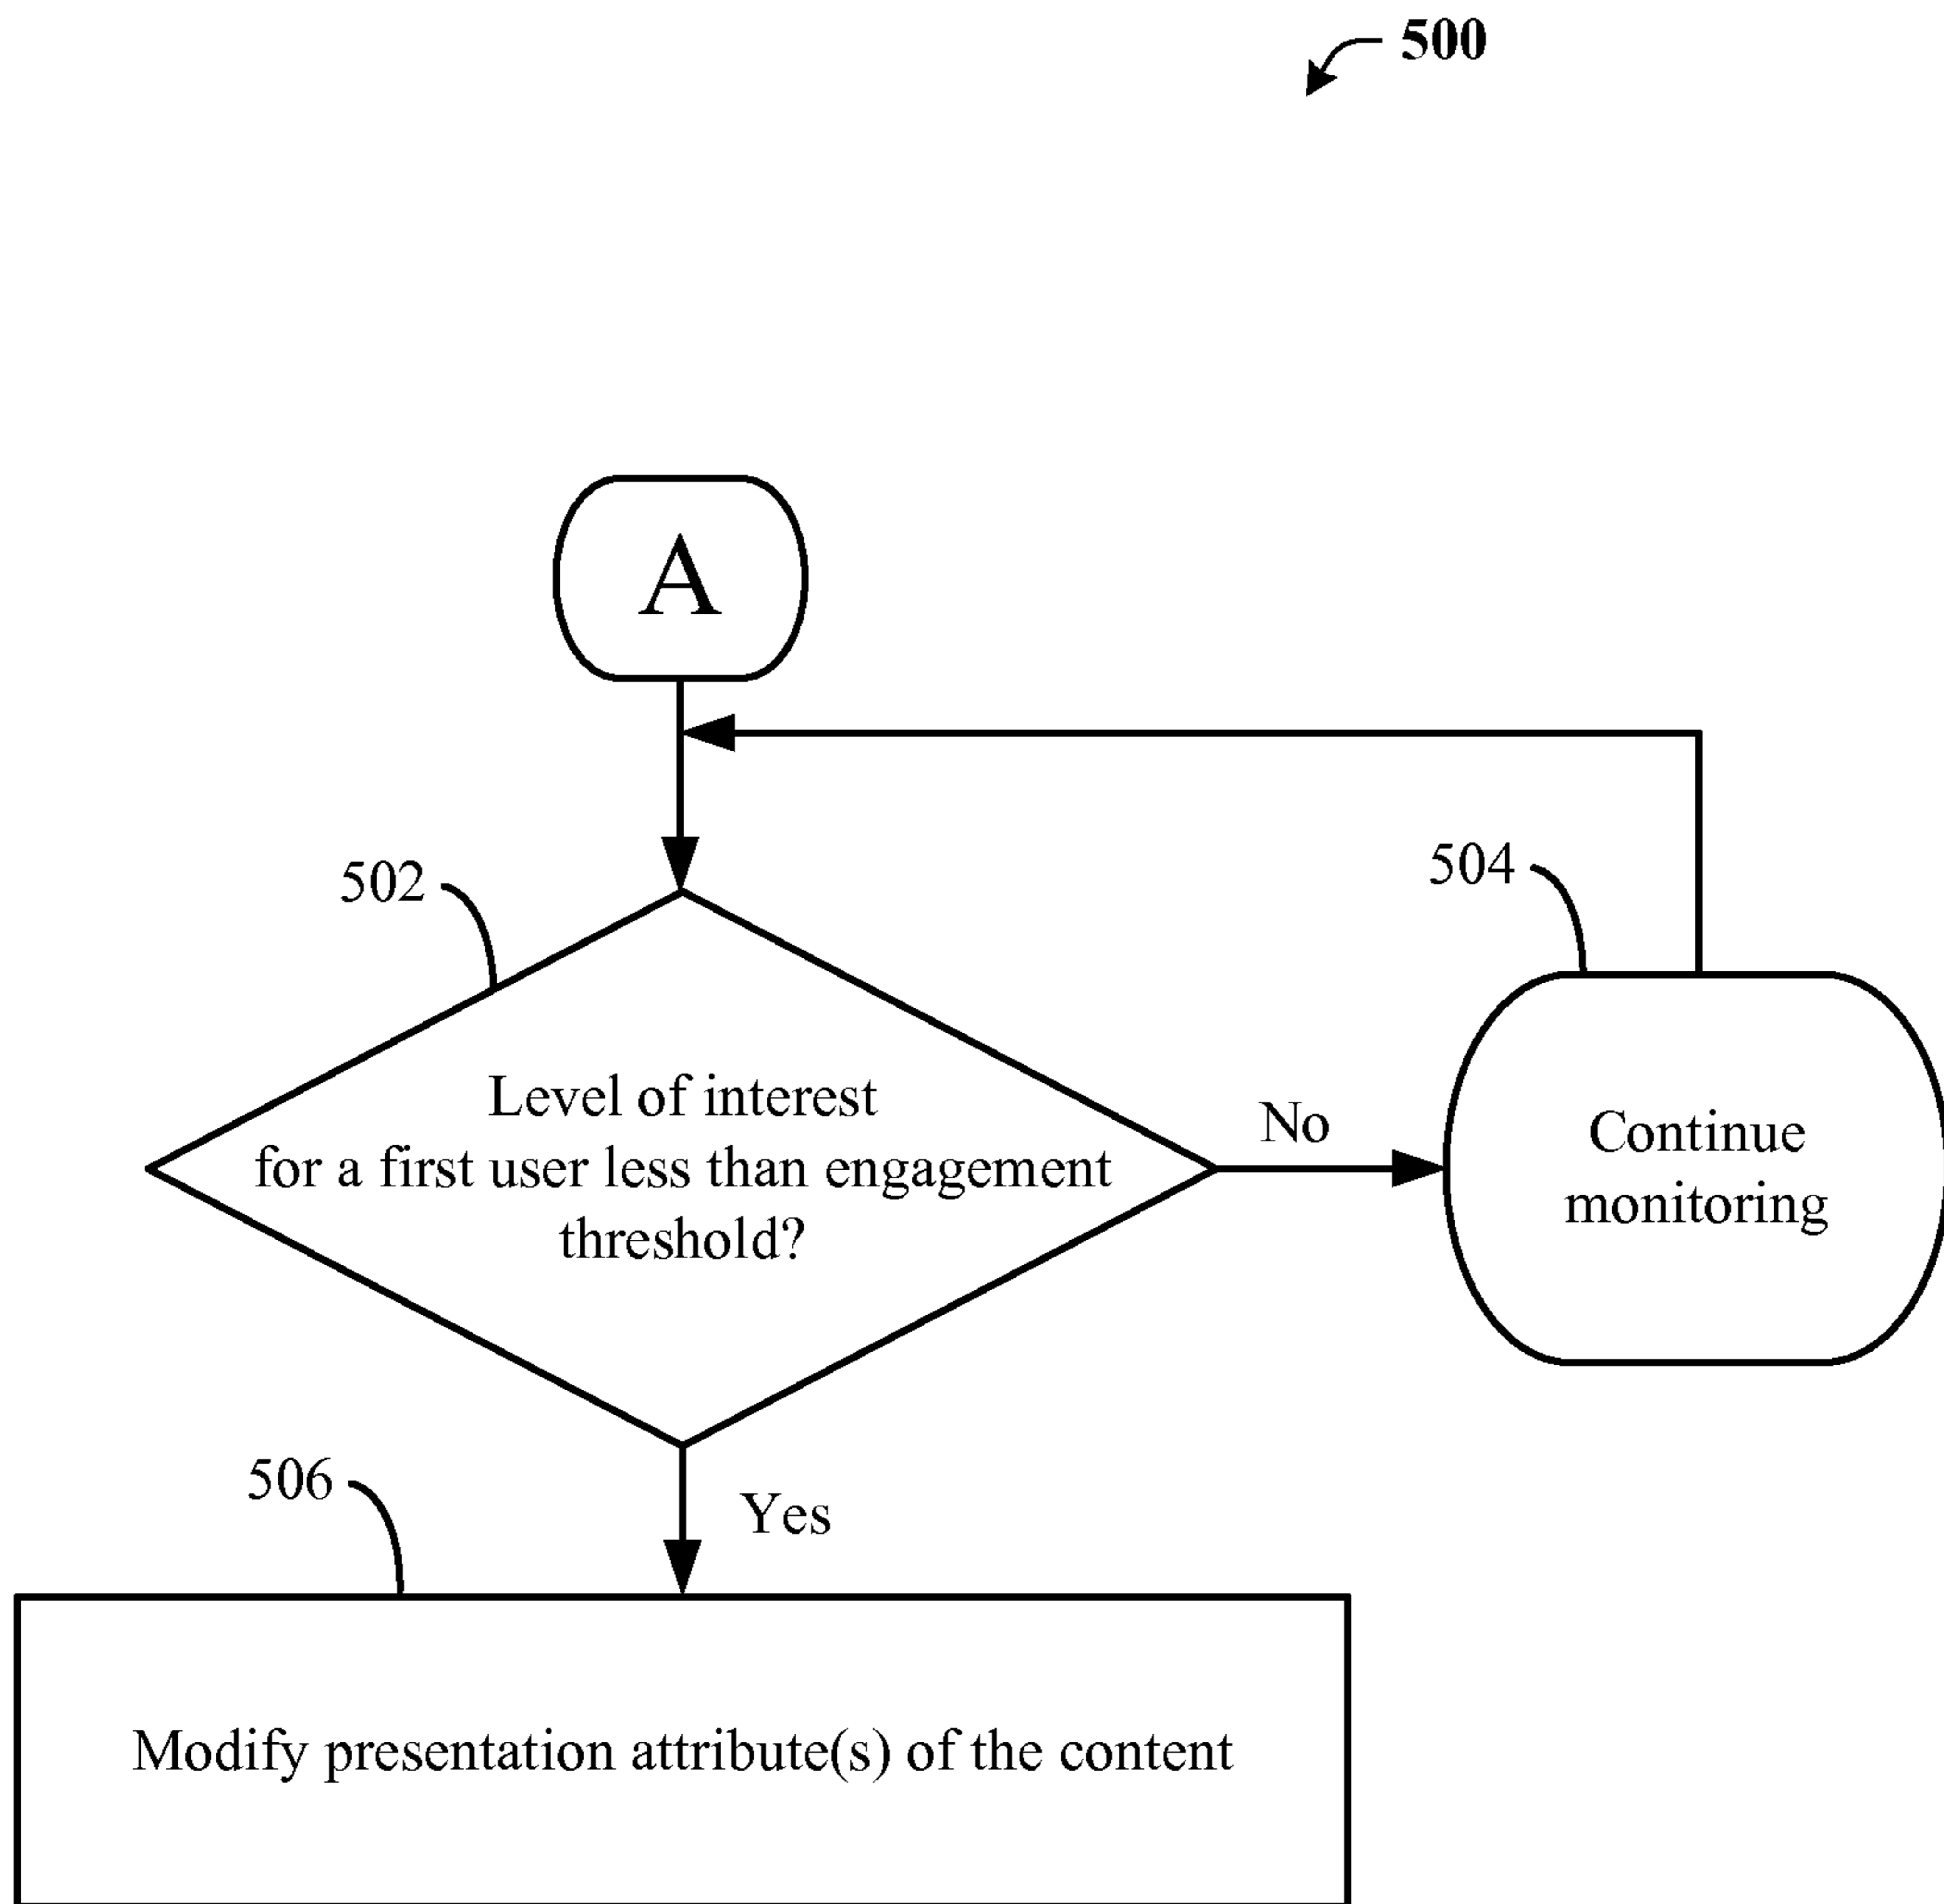 500
A
502
504
Level of interest
for a first user less than engagement
threshold?
No
Continue
monitoring
506
Yes
Modify presentation attribute(s) of the content